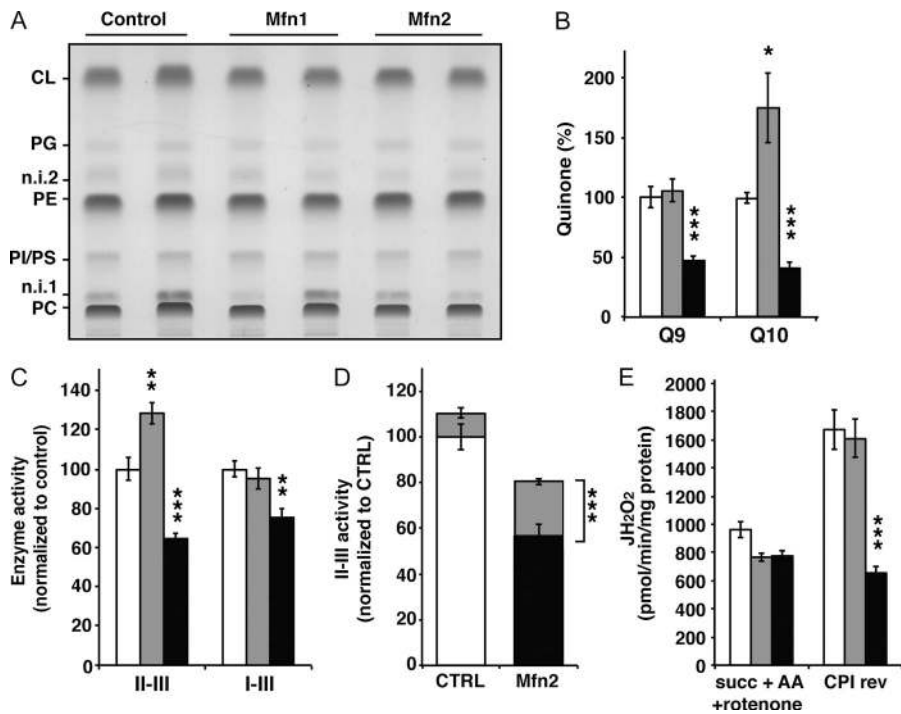 A
Control Mfn1 Mfn2
CL
PG
n.i.2
PE
PI/PS
n.i.1
PC
B
Quinone (%)
200
150
100
50
0
*
***
***
Q9 Q10
C
Enzyme activity
(normalized to control)
140
120
100
80
60
40
20
0
**
***
**
II-III I-III
D
II-III activity
(normalized to CTRL)
120
100
80
60
40
20
0
***
CTRL Mfn2
E
JH2O2
(pmol/min/mg protein)
2000
1800
1600
1400
1200
1000
800
600
400
200
0
***
succ + AA CPI rev
+rotenone